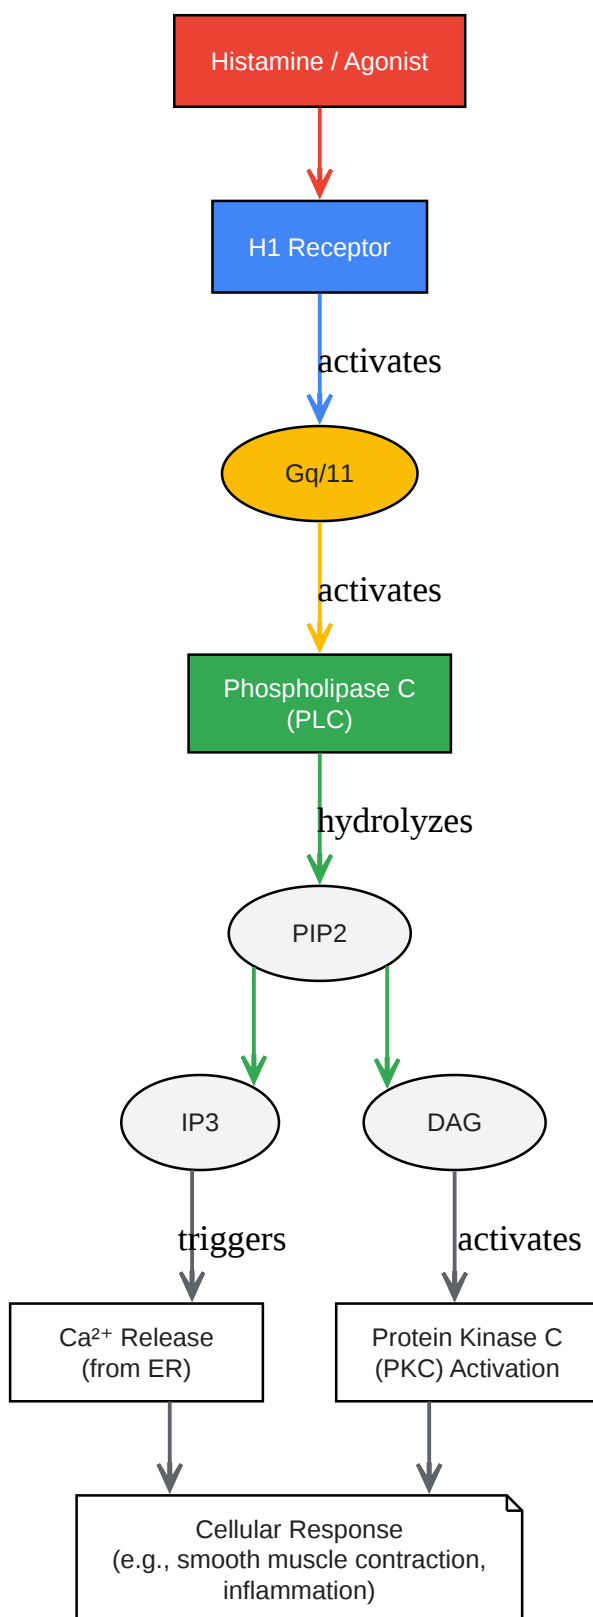 Histamine / Agonist
H1 Receptor
activates
Gq/11
activates
Phospholipase C
(PLC)
hydrolyzes
PIP2
IP3
DAG
triggers
activates
Ca²⁺ Release
(from ER)
Protein Kinase C
(PKC) Activation
Cellular Response
(e.g., smooth muscle contraction,
inflammation)